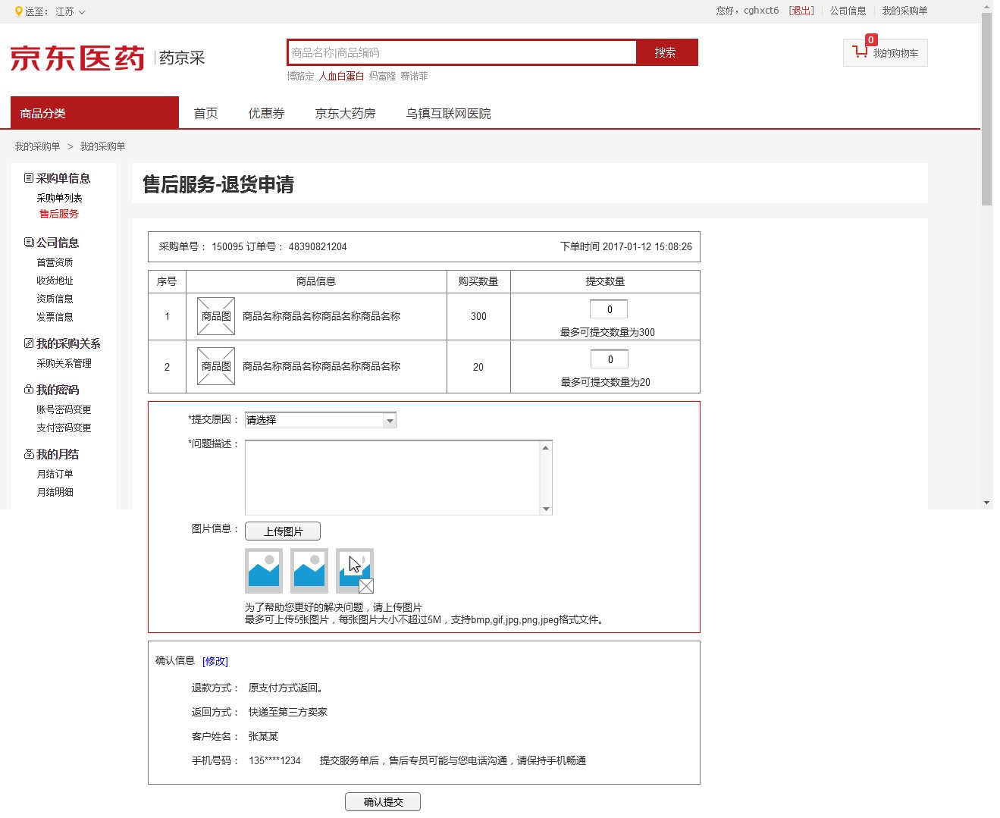 送至： 江苏
您好，cghxct6 [退出] 公司信息 我的采购单
京东医药 药京采
商品名称|商品编码 搜索
0
我的购物车
博路定 人血白蛋白 妈富隆 赛诺菲
商品分类 首页 优惠券 京东大药房 乌镇互联网医院
我的采购单 > 我的采购单
采购单信息
采购单列表
售后服务
公司信息
首营资质
收货地址
资质信息
发票信息
我的采购关系
采购关系管理
我的密码
账号密码变更
支付密码变更
我的月结
月结订单
月结明细
售后服务-退货申请
采购单号： 150095 订单号： 48390821204 下单时间 2017-01-12 15:08:26
序号 商品信息 购买数量 提交数量
1 商品图 商品名称商品名称商品名称商品名称 300 0
最多可提交数量为300
2 商品图 商品名称商品名称商品名称商品名称 20 0
最多可提交数量为20
*提交原因： 请选择
*问题描述：
图片信息： 上传图片
为了帮助您更好的解决问题，请上传图片
最多可上传5张图片，每张图片大小不超过5M，支持bmp,gif,jpg,png,jpeg格式文件。
确认信息 [修改]
退款方式： 原支付方式返回。
返回方式： 快递至第三方卖家
客户姓名： 张某某
手机号码： 135****1234 提交服务单后，售后专员可能与您电话沟通，请保持手机畅通
确认提交